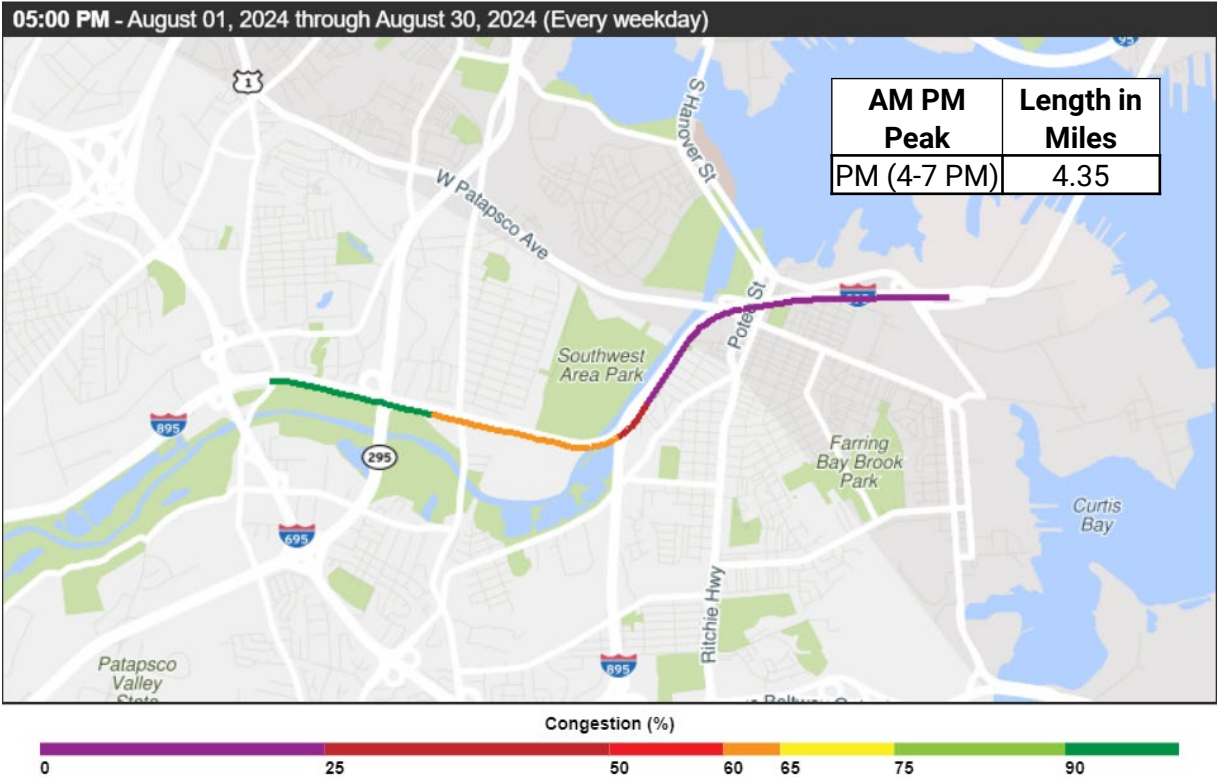 05:00 PM - August 01, 2024 through August 30, 2024 (Every weekday)
95
1
S Hanover St
AM PM
Peak
Length in
Miles
PM (4-7 PM)
4.35
W Patapsco Ave
Potee St
Southwest
Area Park
895
295
Farring
Bay Brook
Park
Curtis
Bay
695
Ritchie Hwy
895
Patapsco
Valley
State
Congestion (%)
0
25
50
60
65
75
90